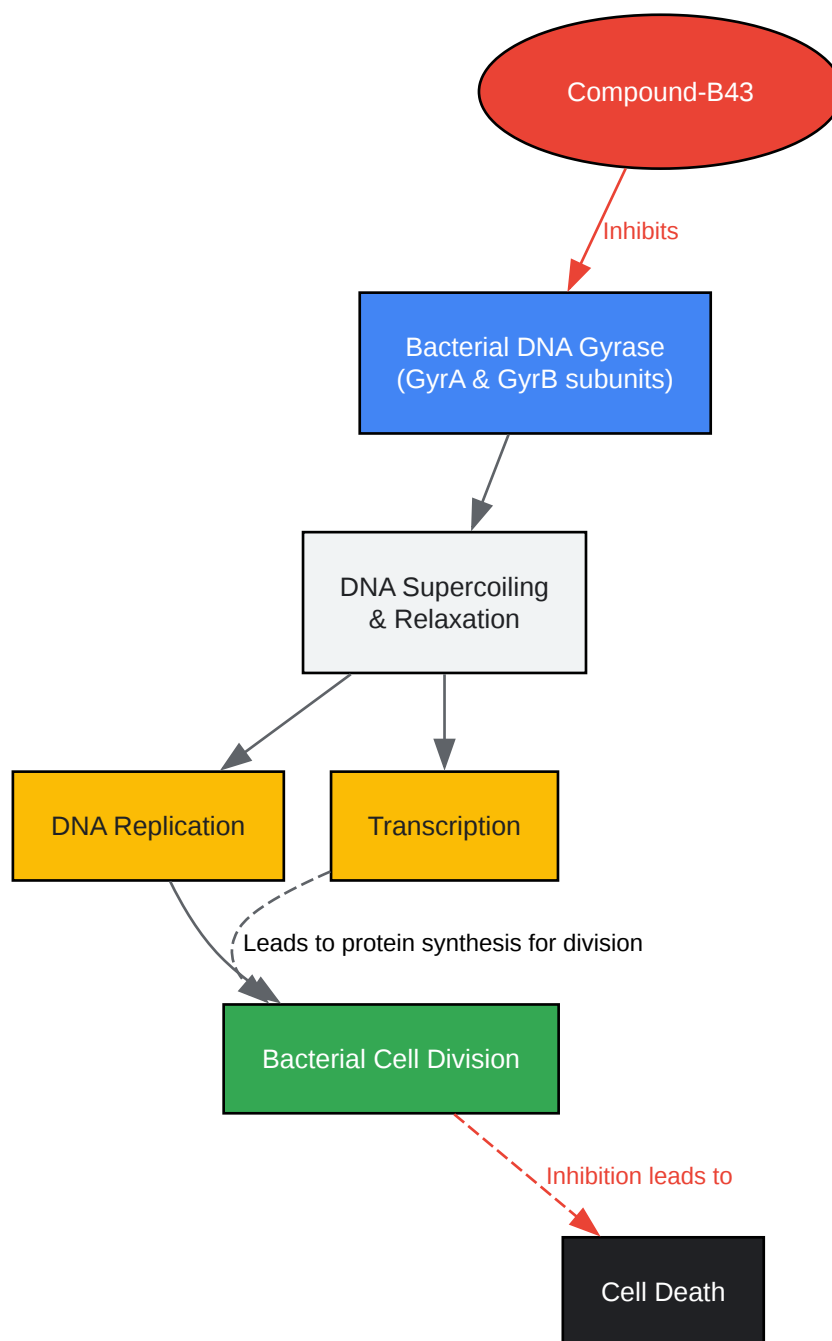 Compound-B43
Inhibits
Bacterial DNA Gyrase
(GyrA & GyrB subunits)
DNA Supercoiling
& Relaxation
DNA Replication
Transcription
Leads to protein synthesis for division
Bacterial Cell Division
Inhibition leads to
Cell Death